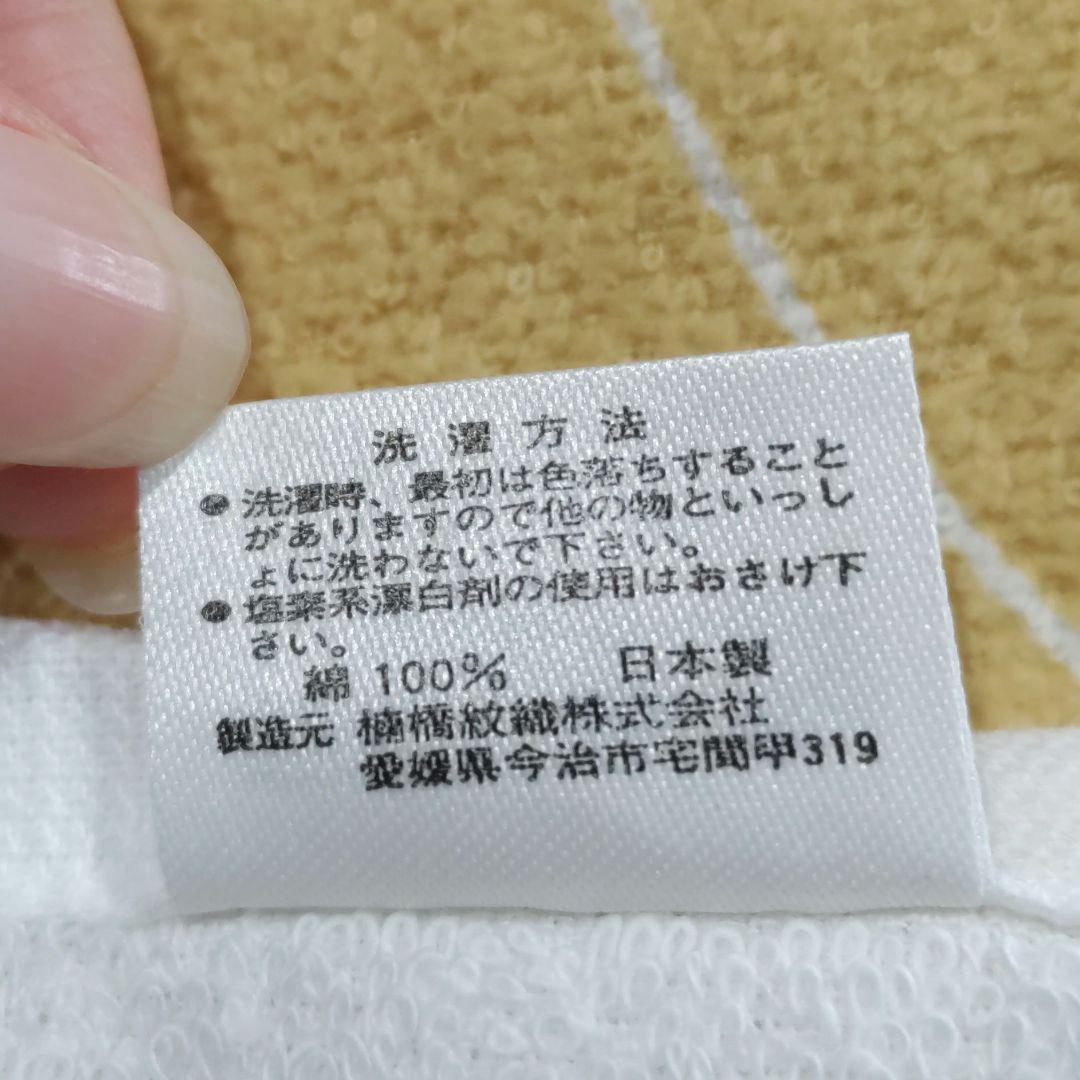 洗濯方法
●洗濯時、最初は色落ちすること
がありますので他の物といっし
ょに洗わないで下さい。
●塩素系漂白剤の使用はおさけ下
さい。
綿 100% 日本製
製造元 楠橋紋織株式会社
愛媛県今治市宅間甲319